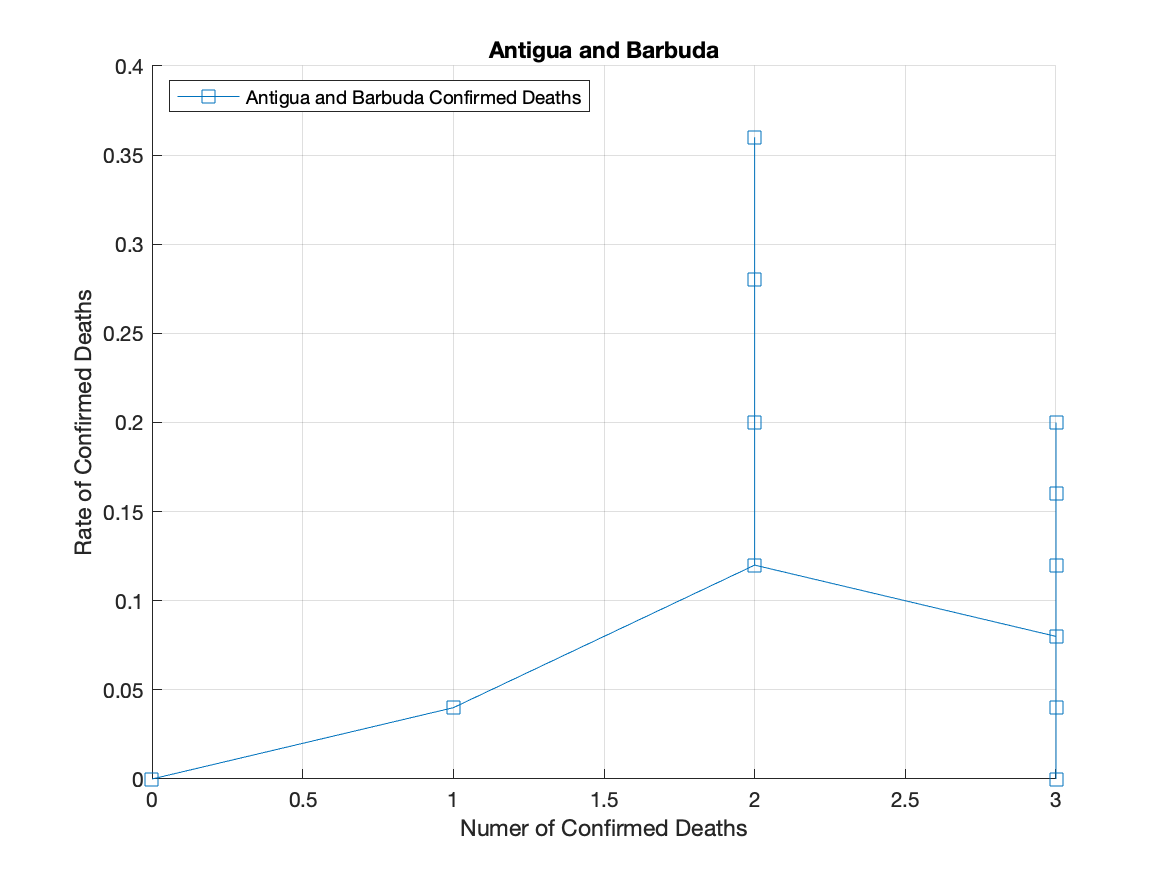 Antigua and Barbuda
Antigua and Barbuda Confirmed Deaths
Rate of Confirmed Deaths
0.4
0.35
0.3
0.25
0.2
0.15
0.1
0.05
0
0 0.5 1 1.5 2 2.5 3
Numer of Confirmed Deaths